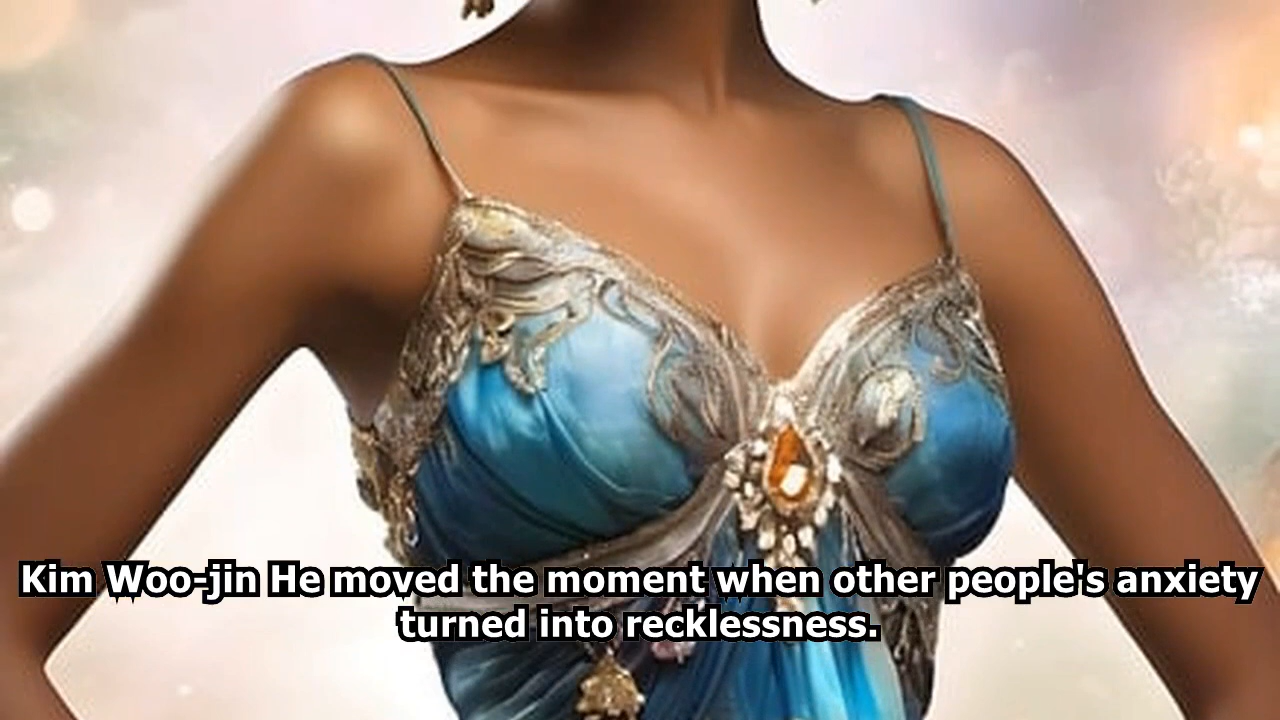 Kim Woo-jin He moved the moment when other people's anxiety
turned into recklessness.